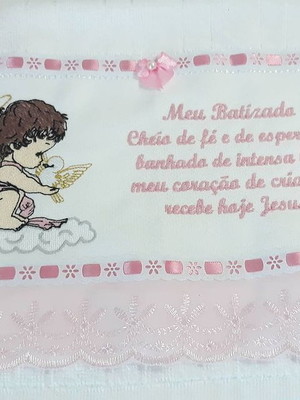 Meu Batizado
Cheio de fé e de esper
banhado de intensa
meu coração de cria
recebe hoje Jesu